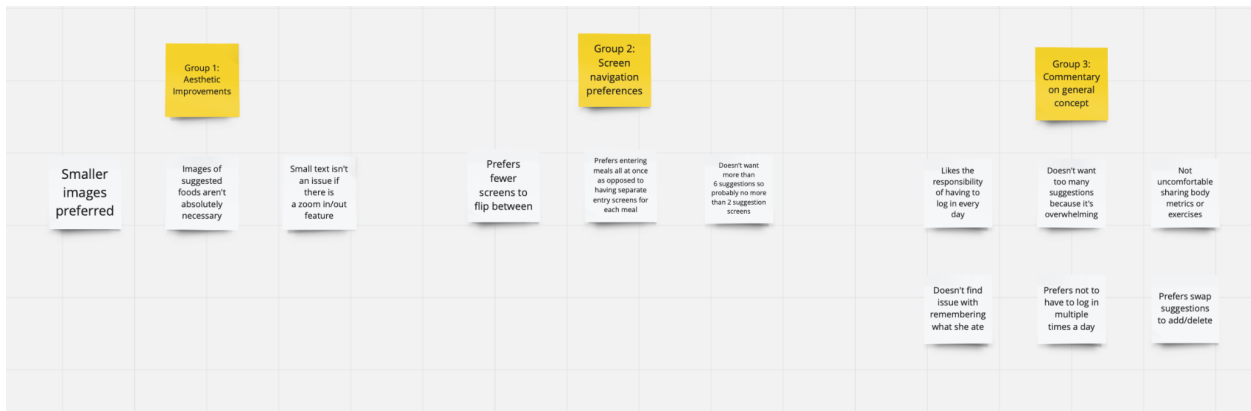 Group 1:
Aesthetic
Improvements
Smaller
images
preferred
Images of
suggested
foods aren't
absolutely
necessary
Small text isn't
an issue if
there is
a zoom in/out
feature
Group 2:
Screen
navigation
preferences
Prefers
fewer
screens to
flip between
Prefers entering
meals all at once
as opposed to
having separate
entry screens for
each meal
Doesn't want
more than
6 suggestions so
probably no more
than 2 suggestion
screens
Group 3:
Commentary
on general
concept
Likes the
responsibility
of having to
log in every
day
Doesn't want
too many
suggestions
because it's
overwhelming
Not
uncomfortable
sharing body
metrics or
exercises
Doesn't find
issue with
remembering
what she ate
Prefers not to
have to log in
multiple
times a day
Prefers swap
suggestions
to add/delete